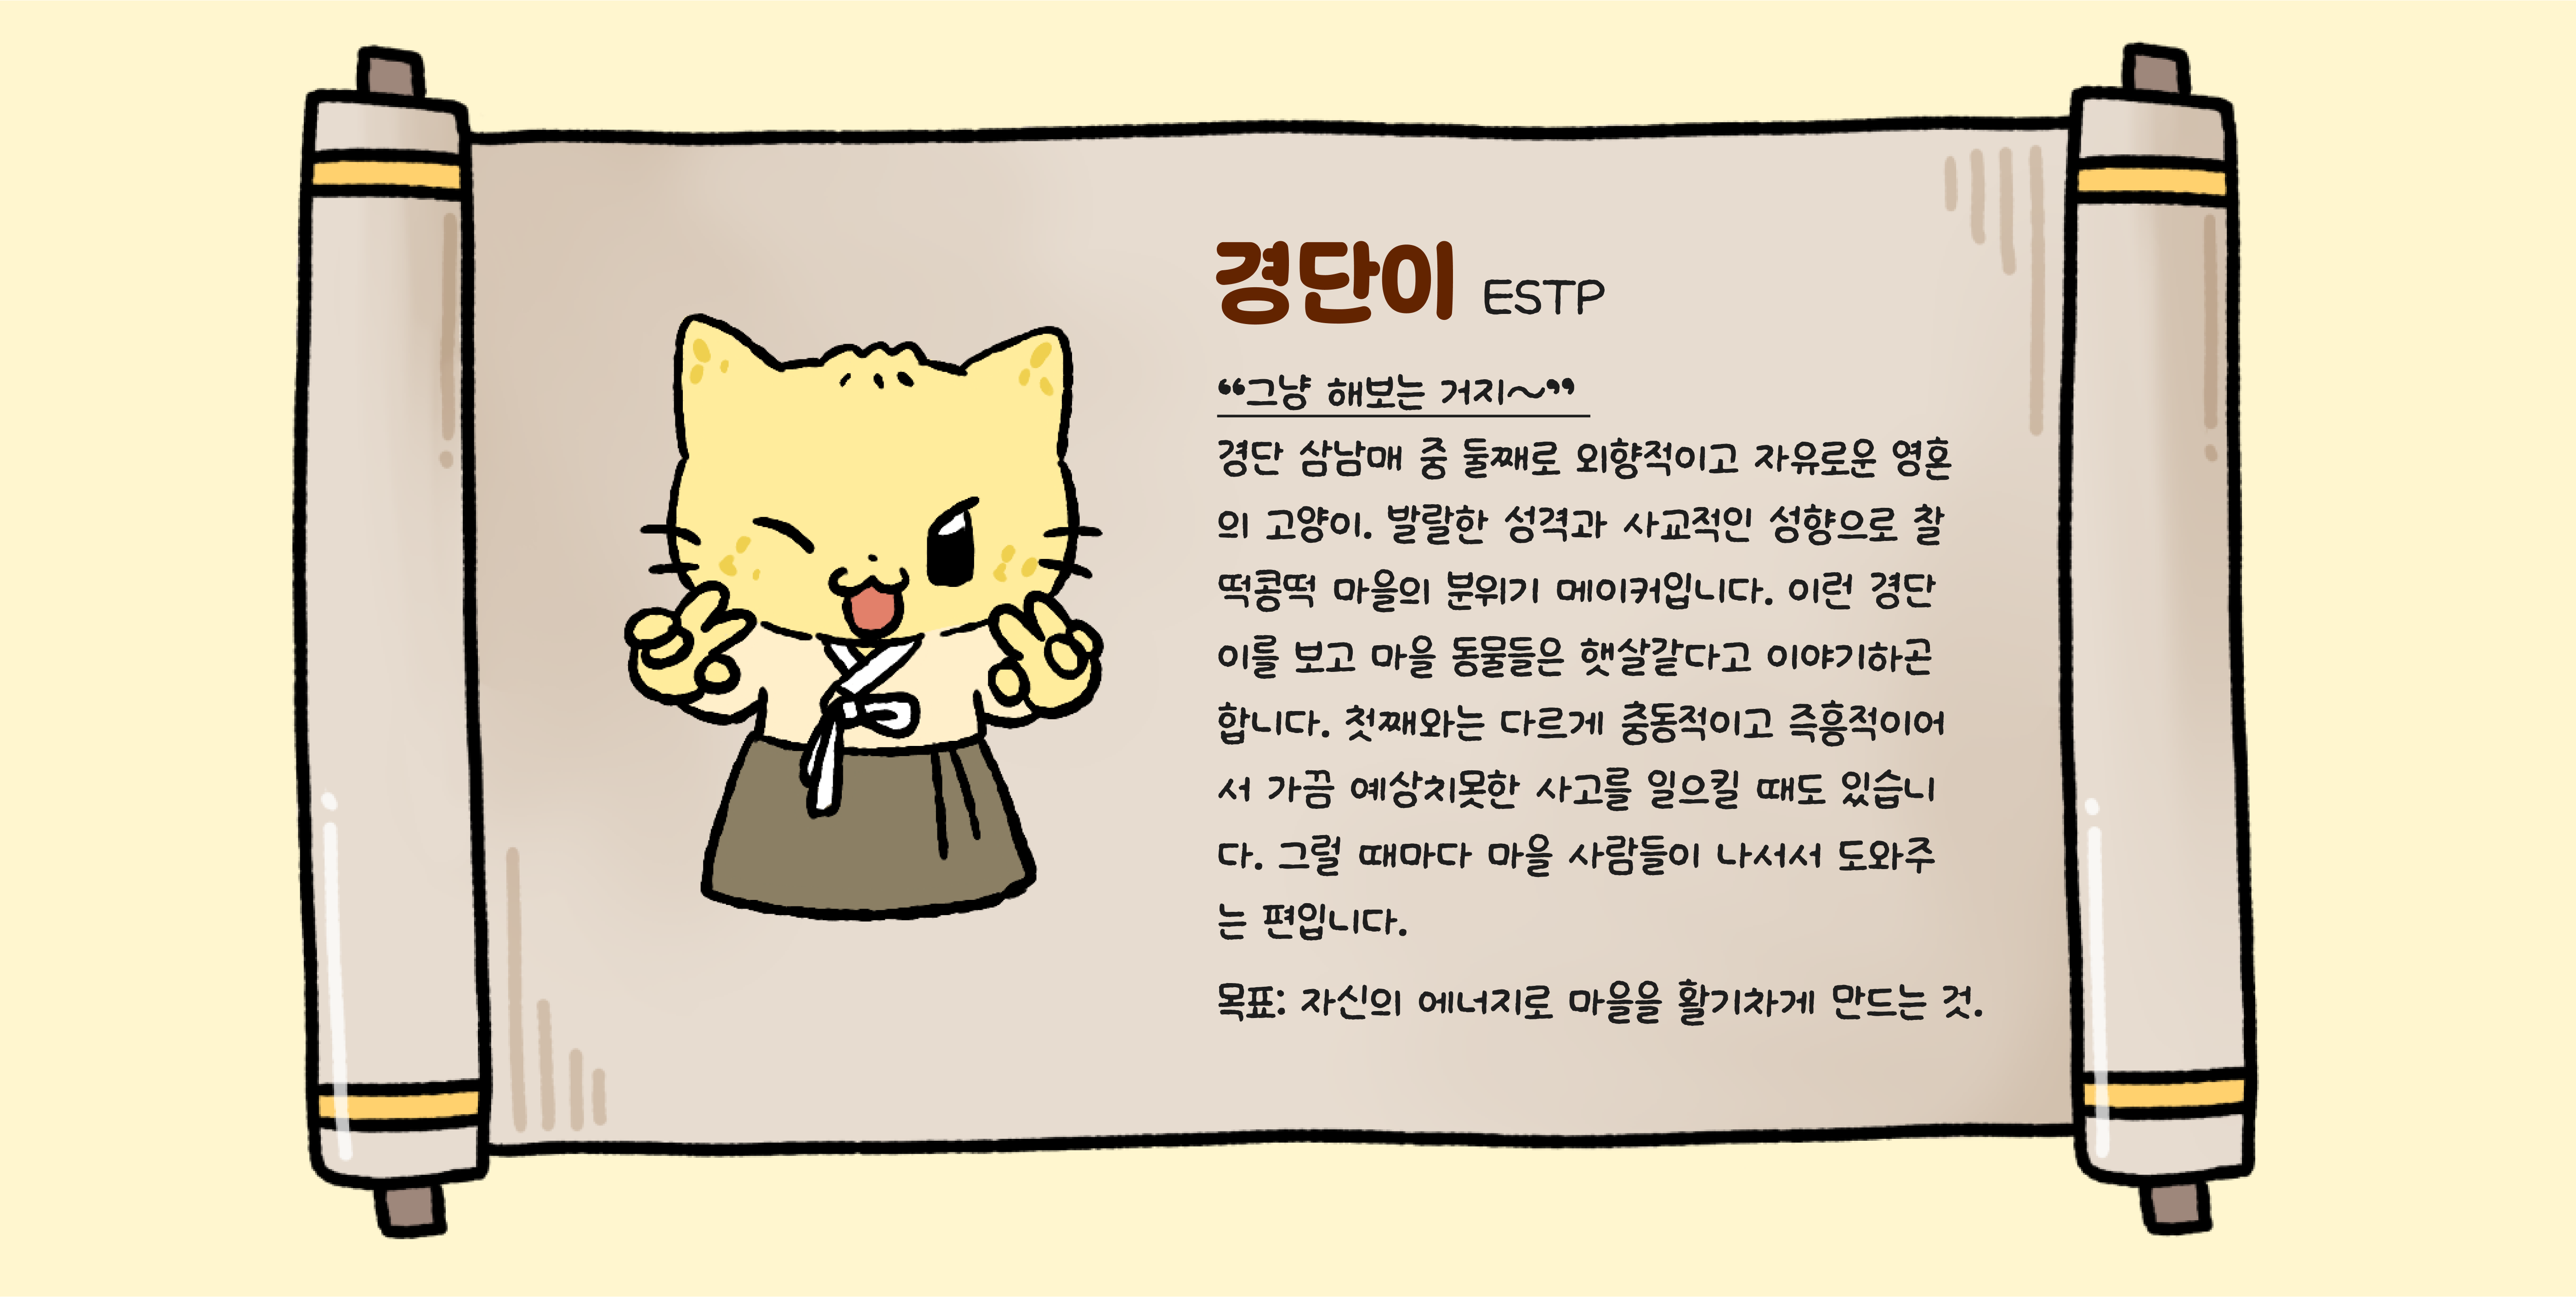 경단이 ESTP
“그냥 해보는 거지~”
경단 삼남매 중 둘째로 외향적이고 자유로운 영혼
의 고양이. 발랄한 성격과 사교적인 성향으로 찰
떡콩떡 마을의 분위기 메이커입니다. 이런 경단
이를 보고 마을 동물들은 햇살같다고 이야기하곤
합니다. 첫째와는 다르게 충동적이고 즉흥적이어
서 가끔 예상치못한 사고를 일으킬 때도 있습니
다. 그럴 때마다 마을 사람들이 나서서 도와주
는 편입니다.
목표: 자신의 에너지로 마을을 활기차게 만드는 것.